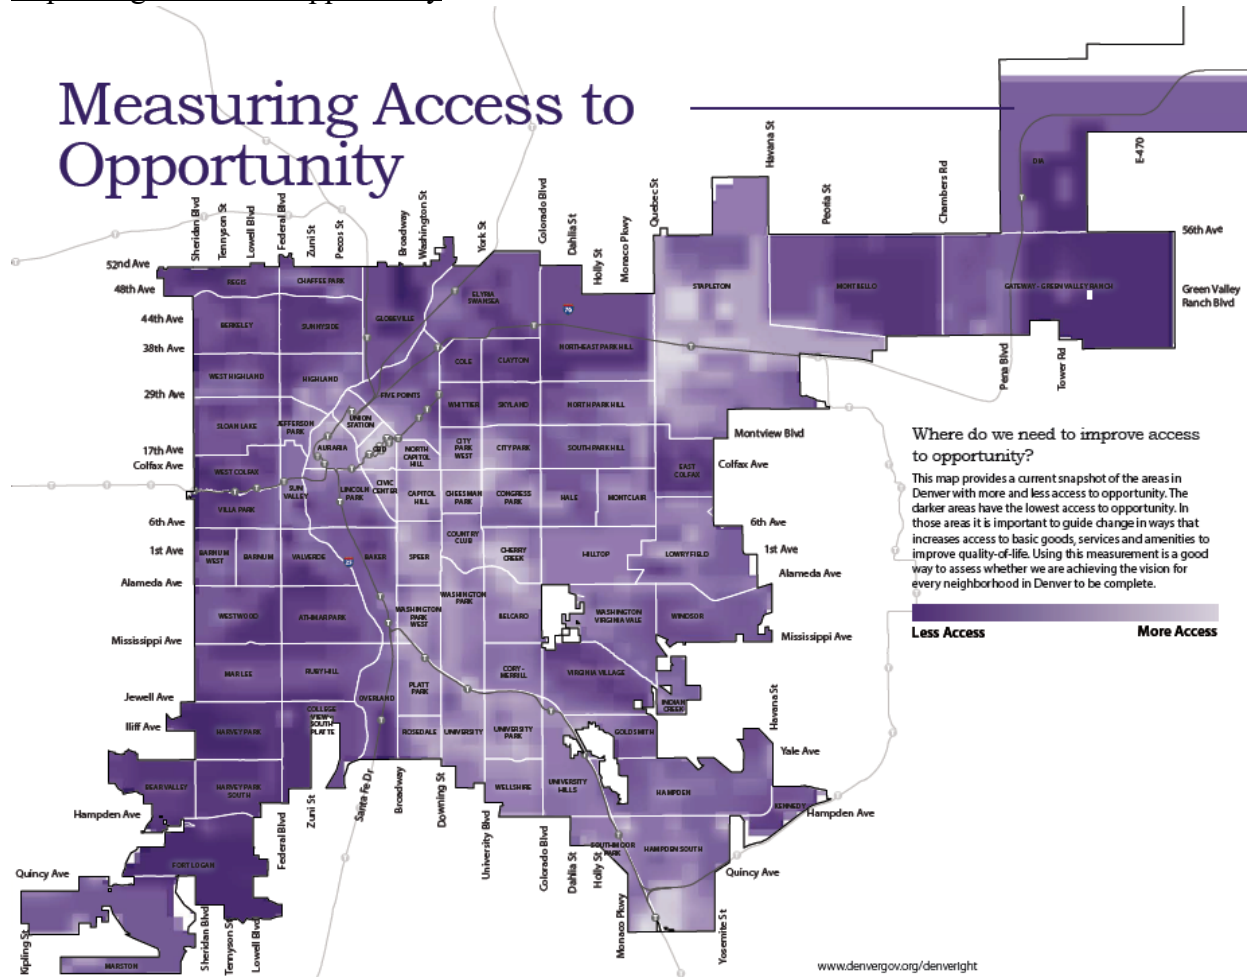 Measuring Access to
Opportunity
Sheridan Blvd
Tennyson St
Lowell Blvd
Federal Blvd
Zuni St
Pecos St
Broadway
Washington St
York St
Colorado Blvd
Dahlia St
Holly St
Monaco Pkwy
Quebec St
Havana St
Peoria St
Chambers Rd
E-470
DIA
52nd Ave
48th Ave
44th Ave
38th Ave
29th Ave
17th Ave
Colfax Ave
6th Ave
1st Ave
Alameda Ave
Mississippi Ave
Jewell Ave
Iliff Ave
Hampden Ave
Quincy Ave
56th Ave
Green Valley
Ranch Blvd
Pena Blvd
Tower Rd
Montview Blvd
Colfax Ave
6th Ave
1st Ave
Alameda Ave
Mississippi Ave
Havana St
Yale Ave
Hampden Ave
Quincy Ave
REGIS
CHAFFEE PARK
BERKELEY
SUNNYSIDE
GLOBEVILLE
ELYRIA
SWANSEA
70
STAPLETON
MONTBELLO
GATEWAY - GREEN VALLEY RANCH
WEST HIGHLAND
HIGHLAND
COLE
CLAYTON
NORTHEAST PARK HILL
FIVE POINTS
WHITTIER
SKYLAND
NORTH PARK HILL
SLOAN LAKE
JEFFERSON
PARK
UNION
STATION
AURARIA
CBD
NORTH
CAPITOL
HILL
CITY
PARK
WEST
CITY PARK
SOUTH PARK HILL
WEST COLFAX
SUN
VALLEY
LINCOLN
PARK
CIVIC
CENTER
CAPITOL
HILL
CHEESMAN
PARK
CONGRESS
PARK
HALE
MONTCLAIR
EAST
COLFAX
VILLA PARK
BARNUM
WEST
BARNUM
VALVERDE
25
BAKER
SPEER
COUNTRY
CLUB
CHERRY
CREEK
HILLTOP
LOWRY FIELD
WESTWOOD
ATHMAR PARK
WASHINGTON
PARK
WEST
WASHINGTON
PARK
BELCARO
WASHINGTON
VIRGINIA VALE
WINDSOR
MAR LEE
RUBY HILL
OVERLAND
PLATT
PARK
CORY -
MERRILL
VIRGINIA VILLAGE
INDIAN
CREEK
HARVEY PARK
COLLEGE
VIEW -
SOUTH
PLATTE
ROSEDALE
UNIVERSITY
UNIVERSITY
PARK
GOLDSMITH
BEAR VALLEY
HARVEY PARK
SOUTH
WELLSHIRE
UNIVERSITY
HILLS
HAMPDEN
KENNEDY
FORT LOGAN
SOUTHMOOR
PARK
HAMPDEN SOUTH
MARSTON
Kipling St
Sheridan Blvd
Tennyson St
Lowell Blvd
Federal Blvd
Zuni St
Santa Fe Dr
Broadway
Downing St
University Blvd
Colorado Blvd
Dahlia St
Holly St
Monaco Pkwy
Yosemite St
Where do we need to improve access
to opportunity?
This map provides a current snapshot of the areas in
Denver with more and less access to opportunity. The
darker areas have the lowest access to opportunity. In
those areas it is important to guide change in ways that
increases access to basic goods, services and amenities to
improve quality-of-life. Using this measurement is a good
way to assess whether we are achieving the vision for
every neighborhood in Denver to be complete.
Less Access
More Access
www.denvergov.org/denveright